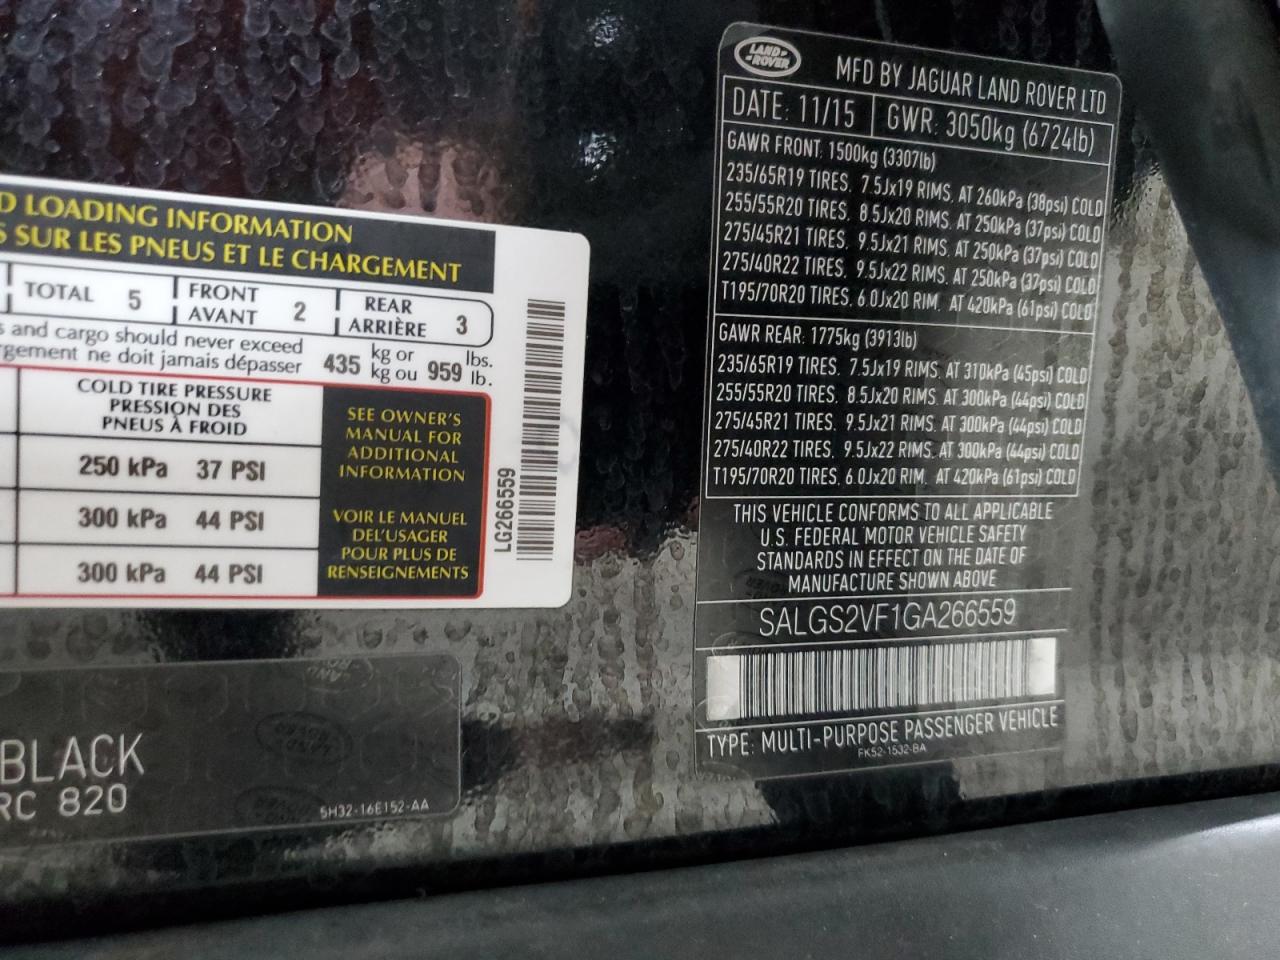 D LOADING INFORMATION
S SUR LES PNEUS ET LE CHARGEMENT
TOTAL 5 FRONT AVANT 2 REAR ARRIÈRE 3
s and cargo should never exceed
rgement ne doit jamais dépasser
435 kg or kg ou 959 lbs. lb.
COLD TIRE PRESSURE
PRESSION DES
PNEUS À FROID
250 kPa 37 PSI
300 kPa 44 PSI
300 kPa 44 PSI
SEE OWNER'S
MANUAL FOR
ADDITIONAL
INFORMATION
VOIR LE MANUEL
DEL'USAGER
POUR PLUS DE
RENSEIGNEMENTS
LG266559
BLACK
RC 820
5H32-16E152-AA
LAND-
-ROVER
MFD BY JAGUAR LAND ROVER LTD
DATE: 11/15 GWR: 3050kg (6724lb)
GAWR FRONT: 1500kg (3307lb)
235/65R19 TIRES, 7.5Jx19 RIMS, AT 260kPa (38psi) COLD
255/55R20 TIRES, 8.5Jx20 RIMS, AT 250kPa (37psi) COLD
275/45R21 TIRES, 9.5Jx21 RIMS, AT 250kPa (37psi) COLD
275/40R22 TIRES, 9.5Jx22 RIMS, AT 250kPa (37psi) COLD
T195/70R20 TIRES, 6.0Jx20 RIM, AT 420kPa (61psi) COLD
GAWR REAR: 1775kg (3913lb)
235/65R19 TIRES, 7.5Jx19 RIMS, AT 310kPa (45psi) COLD
255/55R20 TIRES, 8.5Jx20 RIMS, AT 300kPa (44psi) COLD
275/45R21 TIRES, 9.5Jx21 RIMS, AT 300kPa (44psi) COLD
275/40R22 TIRES, 9.5Jx22 RIMS, AT 300kPa (44psi) COLD
T195/70R20 TIRES, 6.0Jx20 RIM, AT 420kPa (61psi) COLD
THIS VEHICLE CONFORMS TO ALL APPLICABLE
U.S. FEDERAL MOTOR VEHICLE SAFETY
STANDARDS IN EFFECT ON THE DATE OF
MANUFACTURE SHOWN ABOVE
SALGS2VF1GA266559
TYPE: MULTI-PURPOSE PASSENGER VEHICLE
FK52-1532-BA